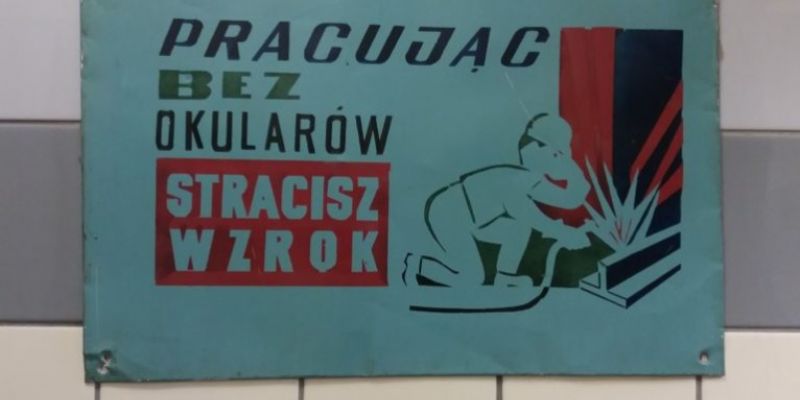 PRACUJĄC
BEZ
OKULARÓW
STRACISZ
WZROK